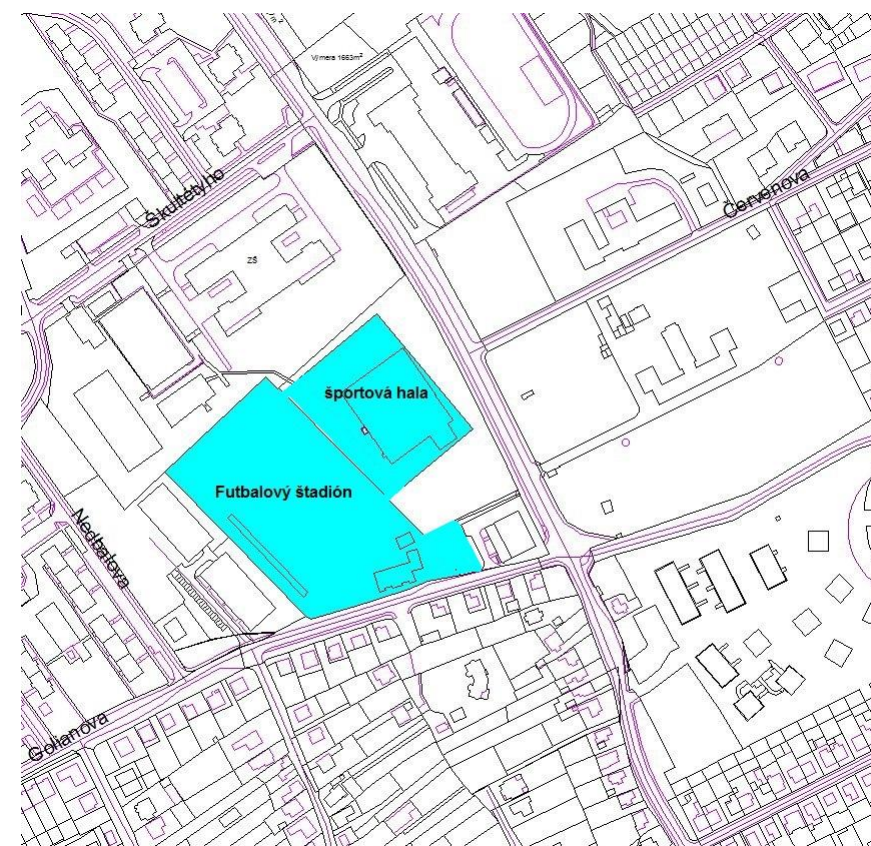 Výmera 1663m²
Škultétyho
Červenova
ZŠ
športová hala
Futbalový štadión
Nedbalova
Golianova